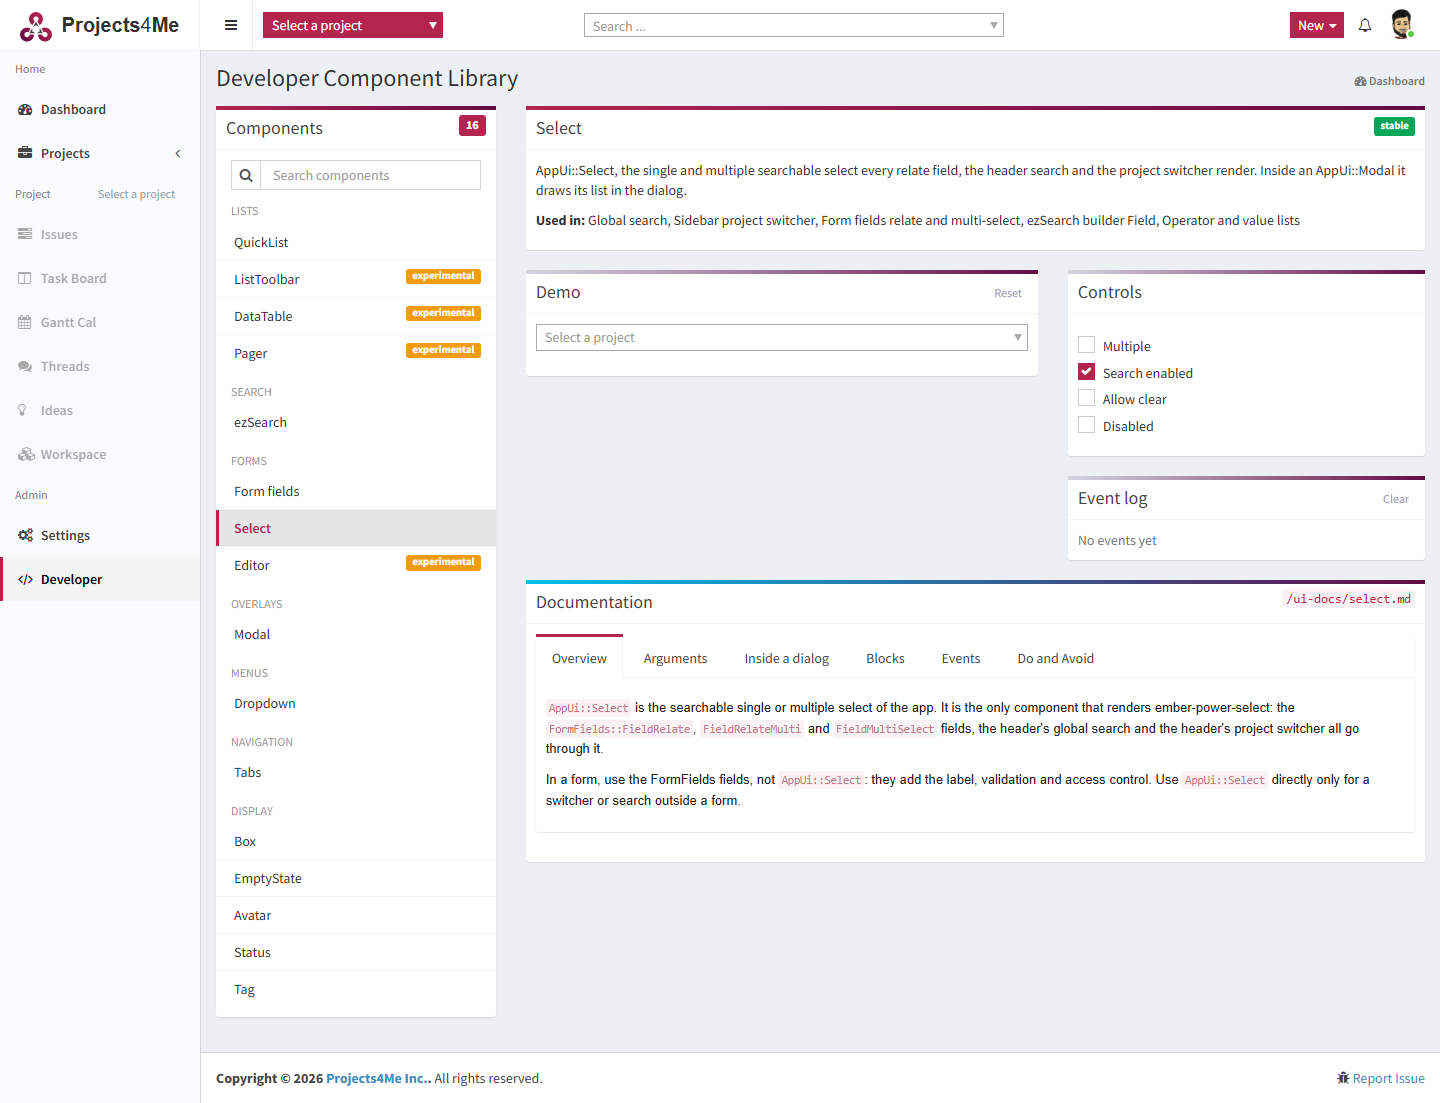 Projects4Me
Select a project
Search ...
New
Home
Dashboard
Projects
Project
Select a project
Issues
Task Board
Gantt Cal
Threads
Ideas
Workspace
Admin
Settings
Developer
Developer Component Library
Dashboard
Components
16
Search components
LISTS
QuickList
ListToolbar
experimental
DataTable
experimental
Pager
experimental
SEARCH
ezSearch
FORMS
Form fields
Select
Editor
experimental
OVERLAYS
Modal
MENUS
Dropdown
NAVIGATION
Tabs
DISPLAY
Box
EmptyState
Avatar
Status
Tag
Select
stable
AppUi::Select, the single and multiple searchable select every relate field, the header search and the project switcher render. Inside an AppUi::Modal it
draws its list in the dialog.
Used in: Global search, Sidebar project switcher, Form fields relate and multi-select, ezSearch builder Field, Operator and value lists
Demo
Reset
Select a project
Controls
Multiple
Search enabled
Allow clear
Disabled
Event log
Clear
No events yet
Documentation
/ui-docs/select.md
Overview
Arguments
Inside a dialog
Blocks
Events
Do and Avoid
AppUi::Select is the searchable single or multiple select of the app. It is the only component that renders ember-power-select: the
FormFields::FieldRelate, FieldRelateMulti and FieldMultiSelect fields, the header's global search and the header's project switcher all go
through it.
In a form, use the FormFields fields, not AppUi::Select: they add the label, validation and access control. Use AppUi::Select directly only for a
switcher or search outside a form.
Copyright © 2026 Projects4Me Inc.. All rights reserved.
Report Issue